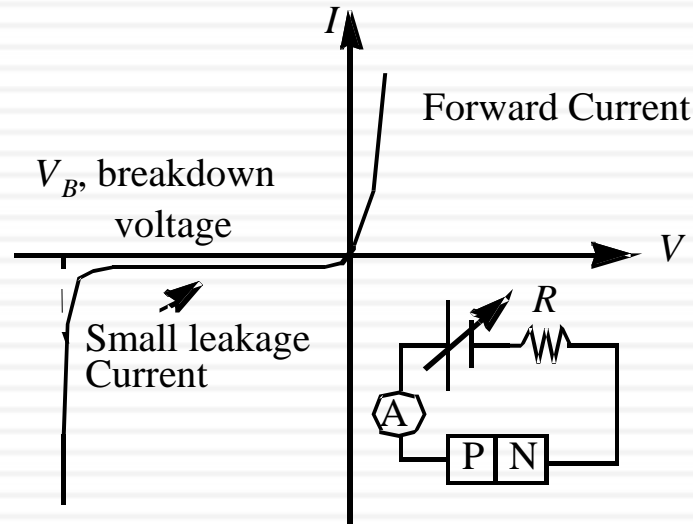 I
Forward Current
V_B, breakdown
voltage
V
Small leakage
Current
R
A
P N